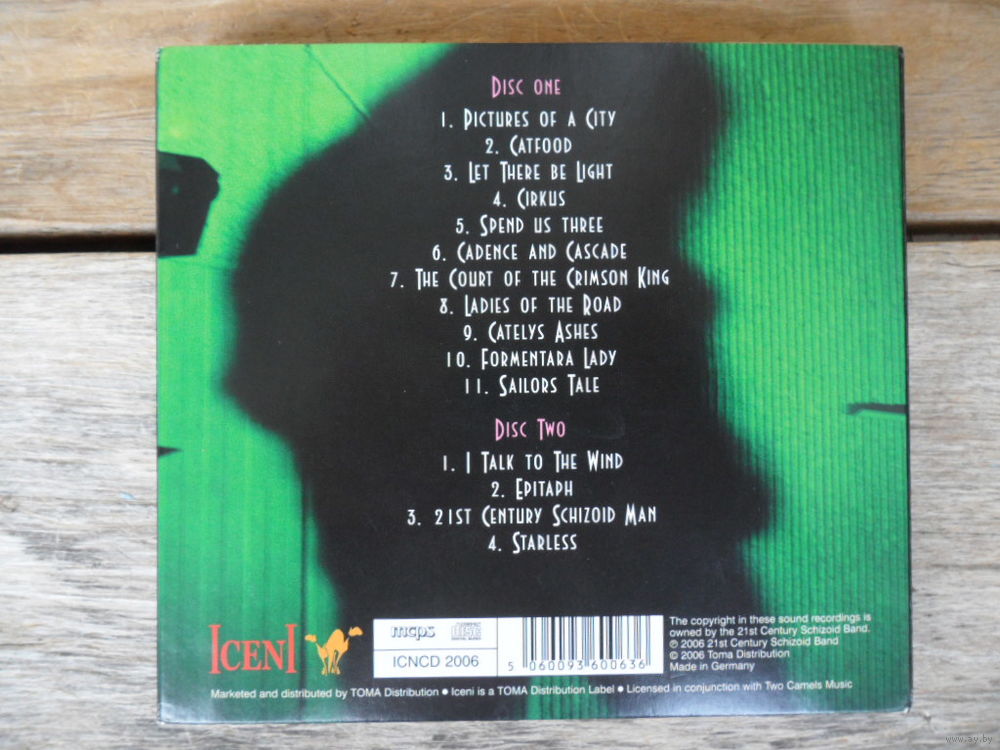 Disc one
1. Pictures of a City
2. Catfood
3. Let There be Light
4. Cirkus
5. Spend us three
6. Cadence and Cascade
7. The Court of the Crimson King
8. Ladies of the Road
9. Catelys Ashes
10. Formentara Lady
11. Sailors Tale
Disc Two
1. I Talk to The Wind
2. Epitaph
3. 21st Century Schizoid Man
4. Starless
IcenI
mcps COMPACT disc DIGITAL AUDIO
ICNCD 2006
5 060093 600636
The copyright in these sound recordings is
owned by the 21st Century Schizoid Band.
℗ 2006 21st Century Schizoid Band
© 2006 Toma Distribution
Made in Germany
Marketed and distributed by TOMA Distribution ● Iceni is a TOMA Distribution Label ● Licensed in conjunction with Two Camels Music
www.ay.by